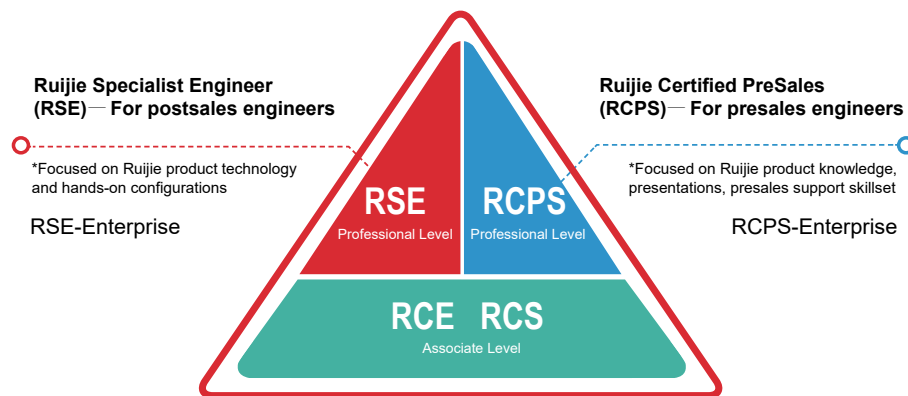 Ruijie Specialist Engineer
(RSE)— For postsales engineers
*Focused on Ruijie product technology
and hands-on configurations
RSE-Enterprise
Ruijie Certified PreSales
(RCPS)— For presales engineers
*Focused on Ruijie product knowledge,
presentations, presales support skillset
RCPS-Enterprise
RSE
Professional Level
RCPS
Professional Level
RCE RCS
Associate Level